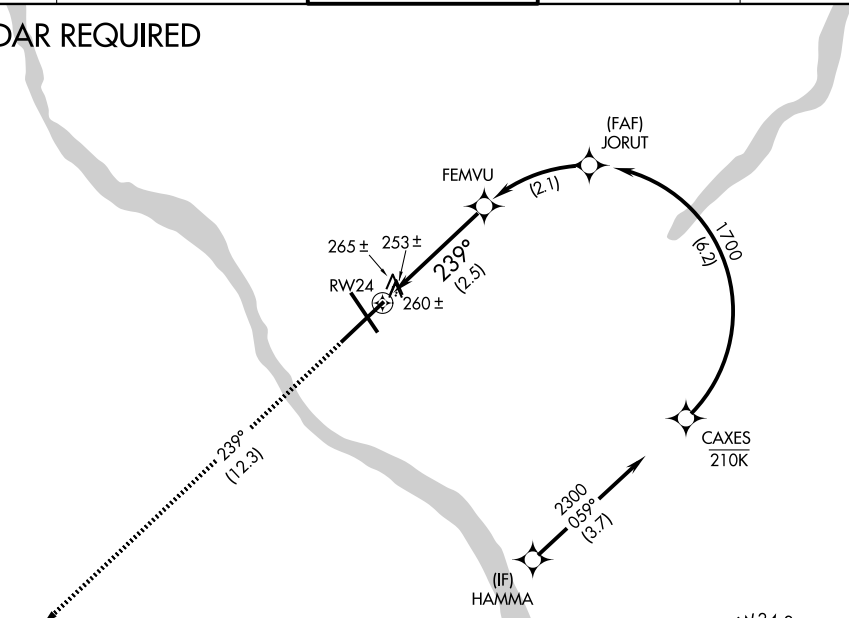 DAR REQUIRED
(FAF)
JORUT
FEMVU
(2.1)
1700
(6.2)
265 ±
253 ±
239°
(2.5)
RW24
260 ±
CAXES
210K
239°
(12.3)
2300
059°
(3.7)
(IF)
HAMMA